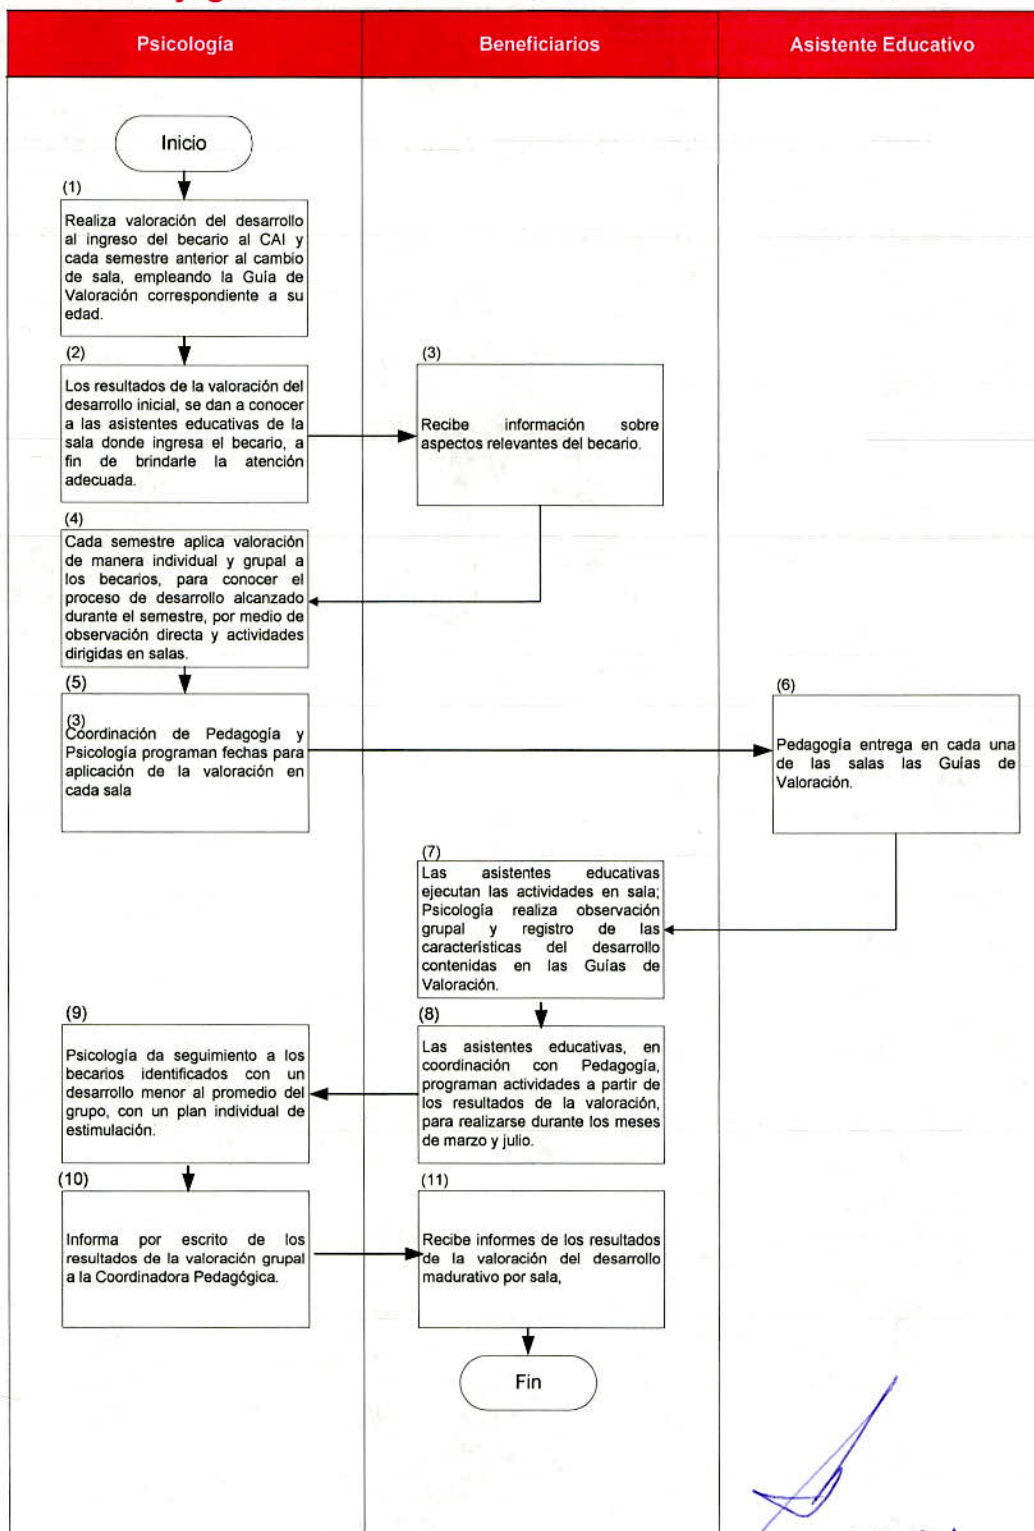 Psicología
Beneficiarios
Asistente Educativo
Inicio
(1)
Realiza valoración del desarrollo
al ingreso del becario al CAI y
cada semestre anterior al cambio
de sala, empleando la Guía de
Valoración correspondiente a su
edad.
(2)
Los resultados de la valoración del
desarrollo inicial, se dan a conocer
a las asistentes educativas de la
sala donde ingresa el becario, a
fin de brindarle la atención
adecuada.
(3)
Recibe información sobre
aspectos relevantes del becario.
(4)
Cada semestre aplica valoración
de manera individual y grupal a
los becarios, para conocer el
proceso de desarrollo alcanzado
durante el semestre, por medio de
observación directa y actividades
dirigidas en salas.
(5)
(3)
Coordinación de Pedagogía y
Psicología programan fechas para
aplicación de la valoración en
cada sala
(6)
Pedagogía entrega en cada una
de las salas las Guías de
Valoración.
(7)
Las asistentes educativas
ejecutan las actividades en sala;
Psicología realiza observación
grupal y registro de las
características del desarrollo
contenidas en las Guías de
Valoración.
(8)
Las asistentes educativas, en
coordinación con Pedagogía,
programan actividades a partir de
los resultados de la valoración,
para realizarse durante los meses
de marzo y julio.
(9)
Psicología da seguimiento a los
becarios identificados con un
desarrollo menor al promedio del
grupo, con un plan individual de
estimulación.
(10)
Informa por escrito de los
resultados de la valoración grupal
a la Coordinadora Pedagógica.
(11)
Recibe informes de los resultados
de la valoración del desarrollo
madurativo por sala,
Fin